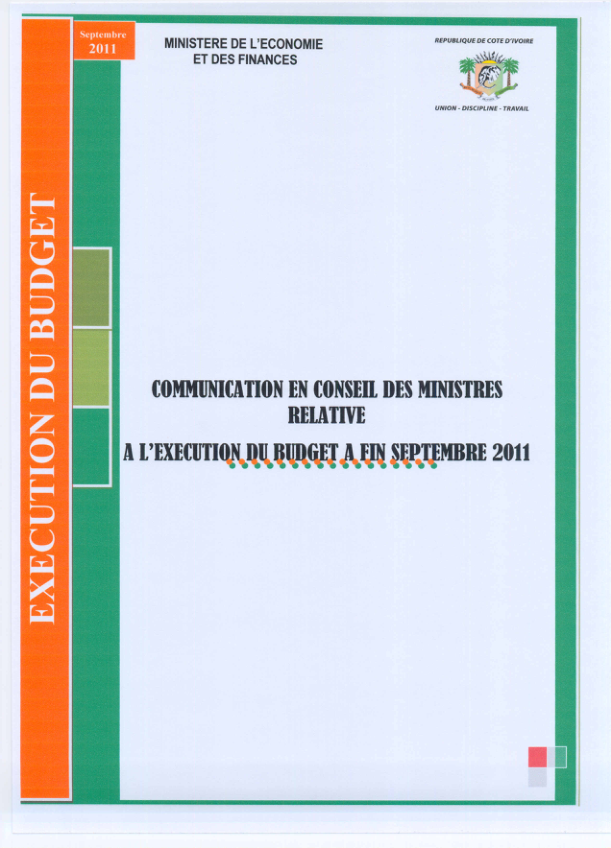 Septembre
2011
MINISTERE DE L'ECONOMIE
ET DES FINANCES
REPUBLIQUE DE COTE D'IVOIRE
UNION - DISCIPLINE - TRAVAIL
EXECUTION DU BUDGET
COMMUNICATION EN CONSEIL DES MINISTRES
RELATIVE
A L'EXECUTION DU BUDGET A FIN SEPTEMBRE 2011